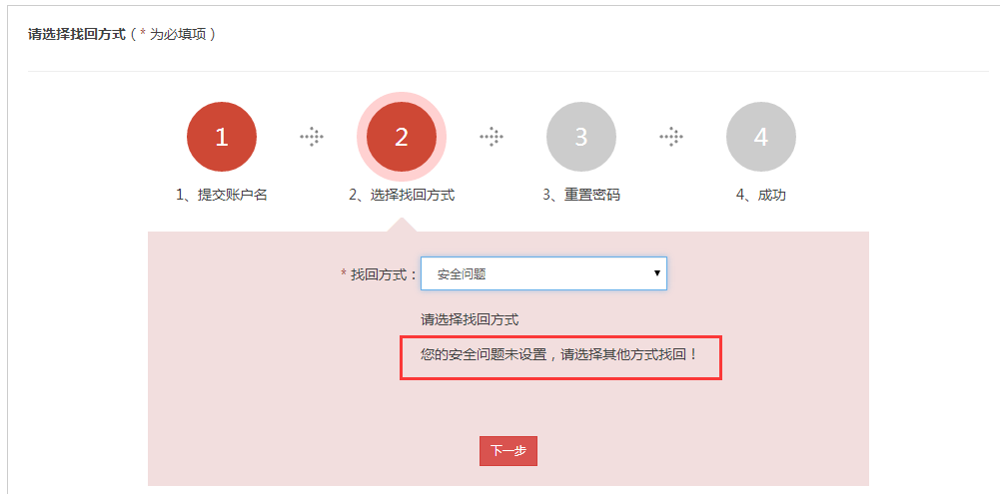 请选择找回方式（* 为必填项）
1 2 3 4
1、提交账户名 2、选择找回方式 3、重置密码 4、成功
* 找回方式： 安全问题
请选择找回方式
您的安全问题未设置，请选择其他方式找回！
下一步